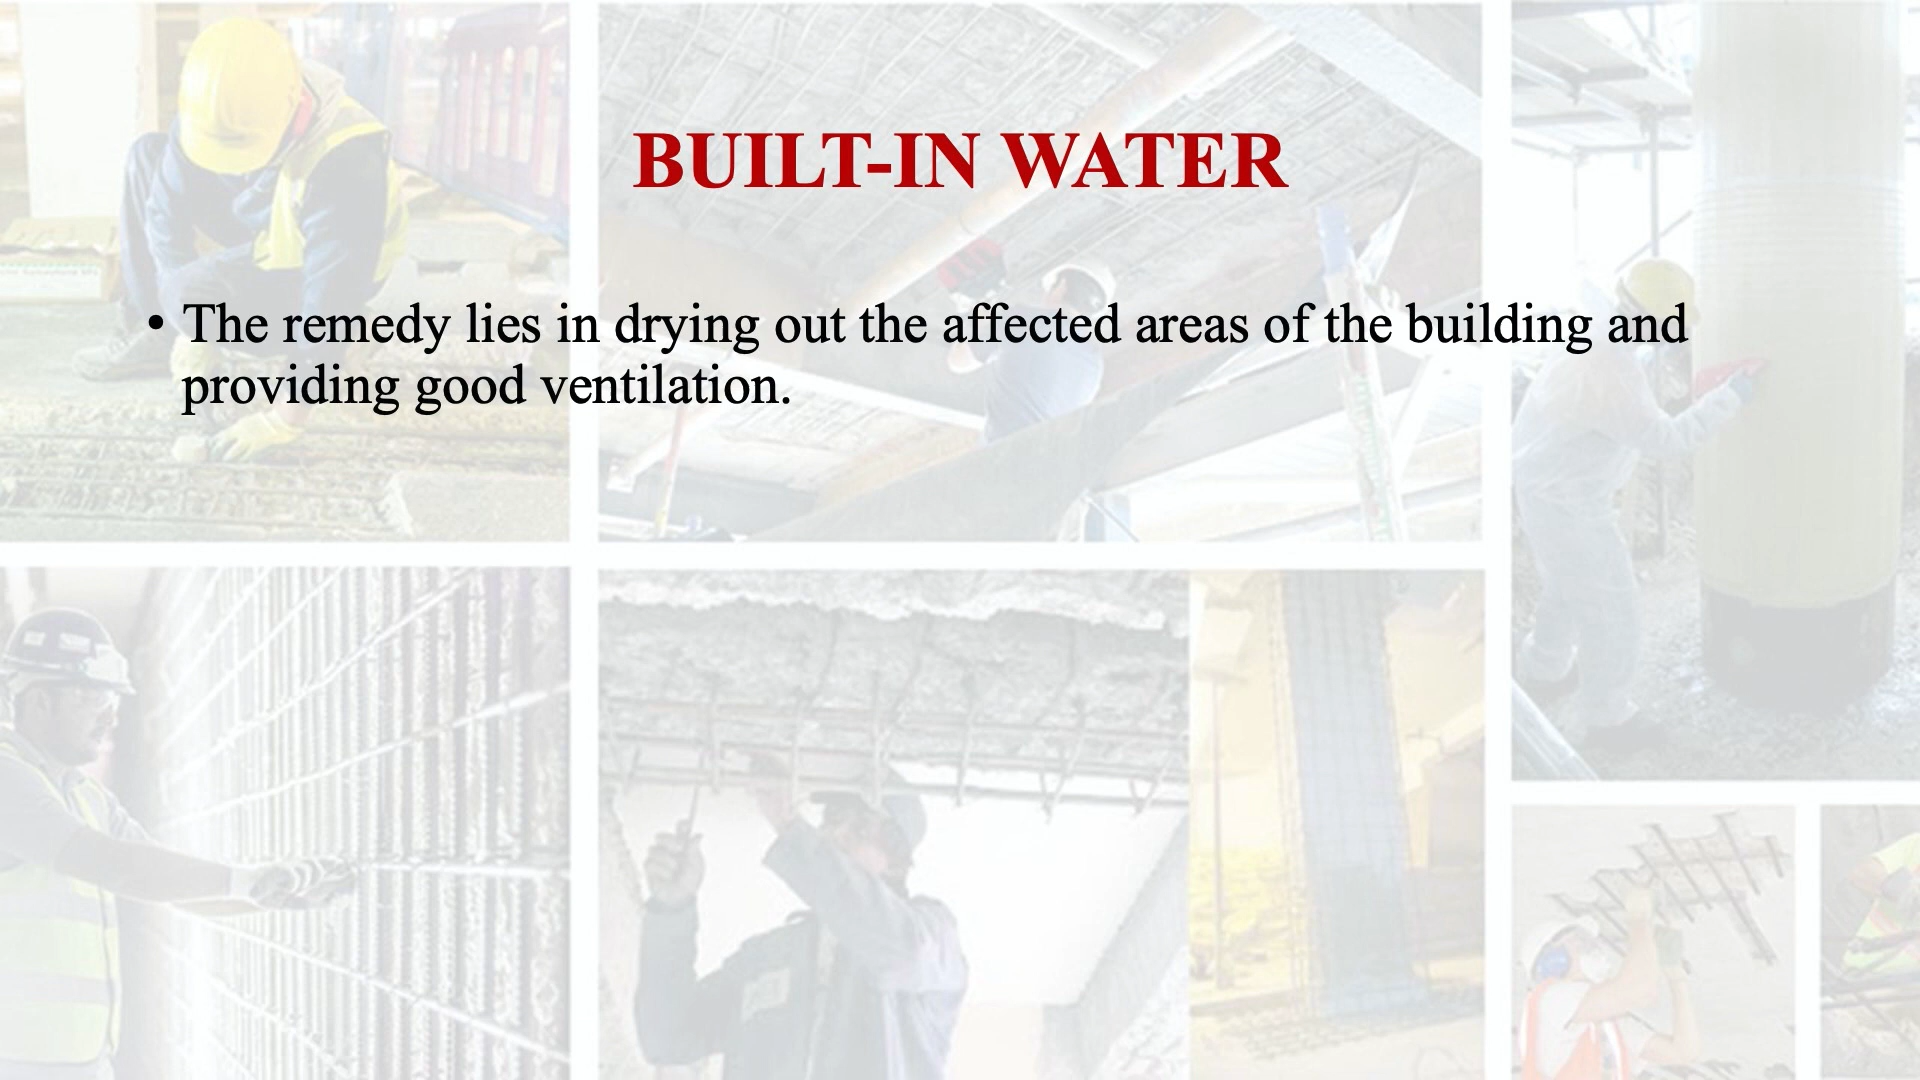 BUILT-IN WATER
• The remedy lies in drying out the affected areas of the building and
providing good ventilation.